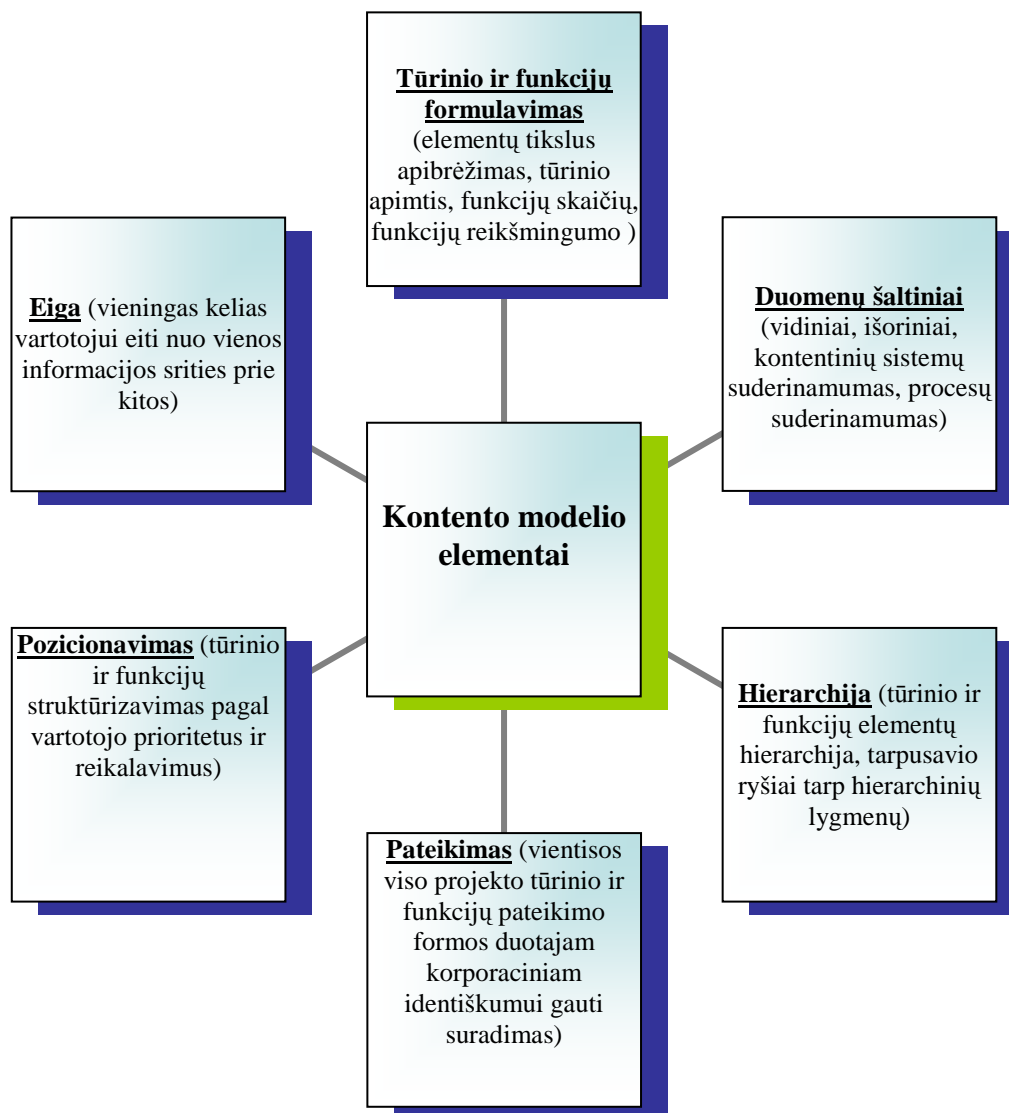 Tūrinio ir funkcijų
formulavimas
(elementų tikslus
apibrėžimas, tūrinio
apimtis, funkcijų skaičių,
funkcijų reikšmingumo )
Eiga (vieningas kelias
vartotojui eiti nuo vienos
informacijos srities prie
kitos)
Duomenų šaltiniai
(vidiniai, išoriniai,
kontentinių sistemų
suderinamumas, procesų
suderinamumas)
Kontento modelio
elementai
Pozicionavimas (tūrinio
ir funkcijų
struktūrizavimas pagal
vartotojo prioritetus ir
reikalavimus)
Hierarchija (tūrinio ir
funkcijų elementų
hierarchija, tarpusavio
ryšiai tarp hierarchinių
lygmenų)
Pateikimas (vientisos
viso projekto tūrinio ir
funkcijų pateikimo
formos duotajam
korporaciniam
identiškumui gauti
suradimas)